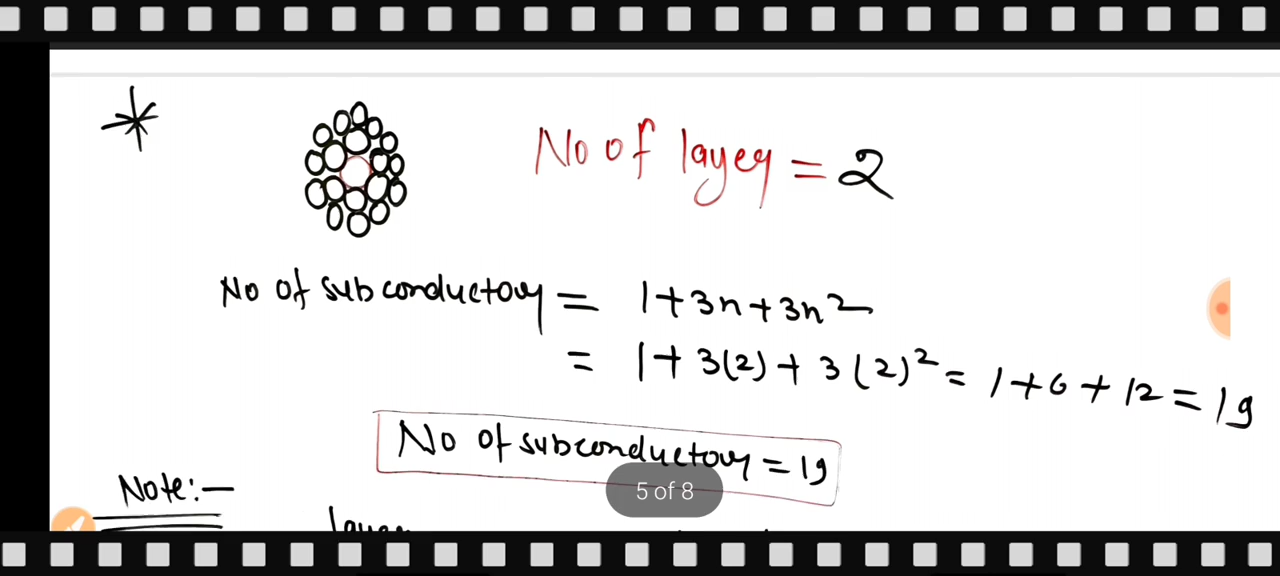 No of layer = 2
No of subconductor = 1+3n+3n²
= 1+3(2)+3(2)² = 1+6+12 = 19
No of subconductor = 19
5 of 8
Note:-
layer